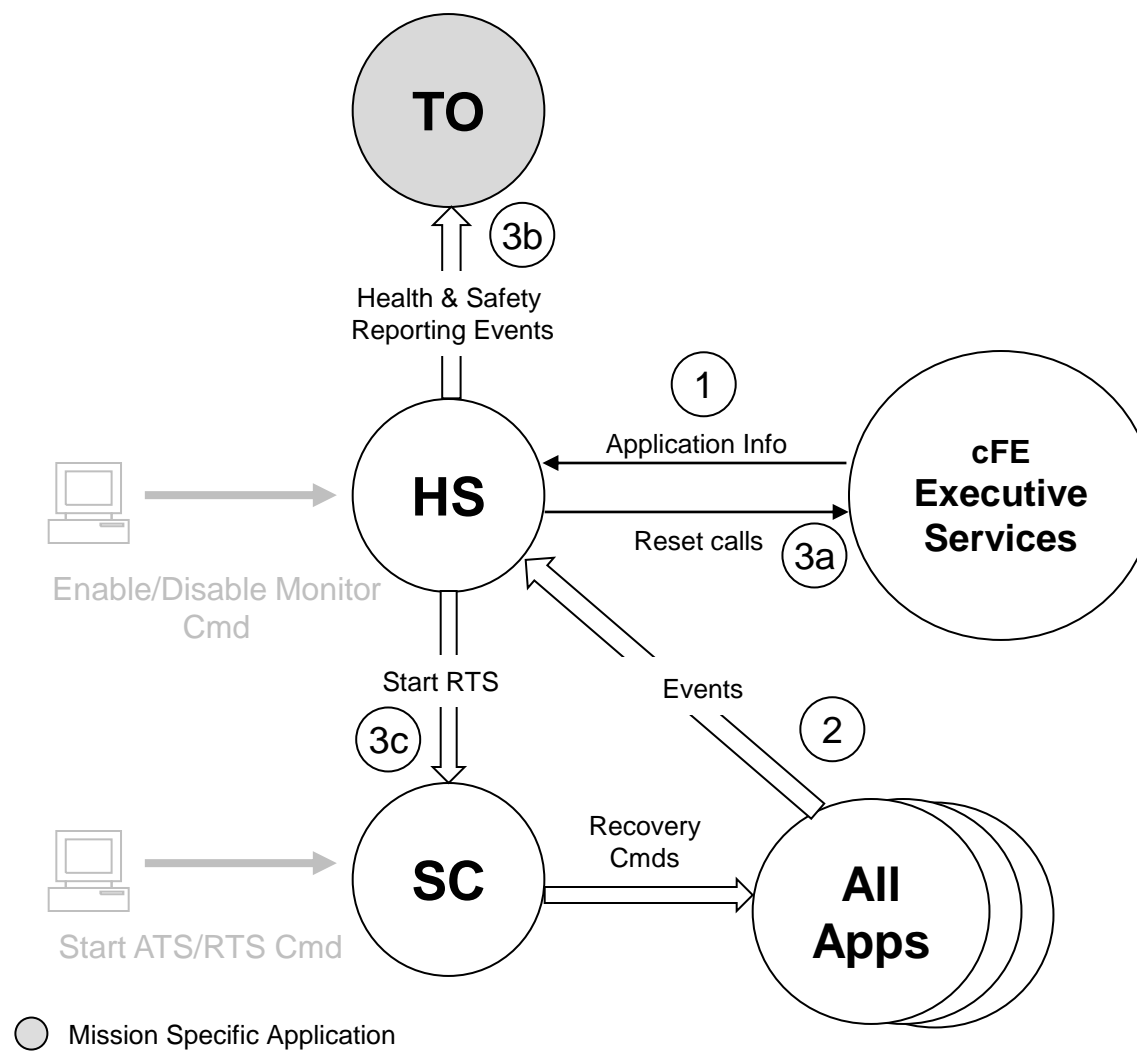 TO
3b
Health & Safety
Reporting Events
1
Application Info
cFE
Executive
Services
HS
Reset calls
3a
Enable/Disable Monitor
Cmd
Start RTS
Events
3c
2
Recovery
Cmds
SC
All
Apps
Start ATS/RTS Cmd
Mission Specific Application